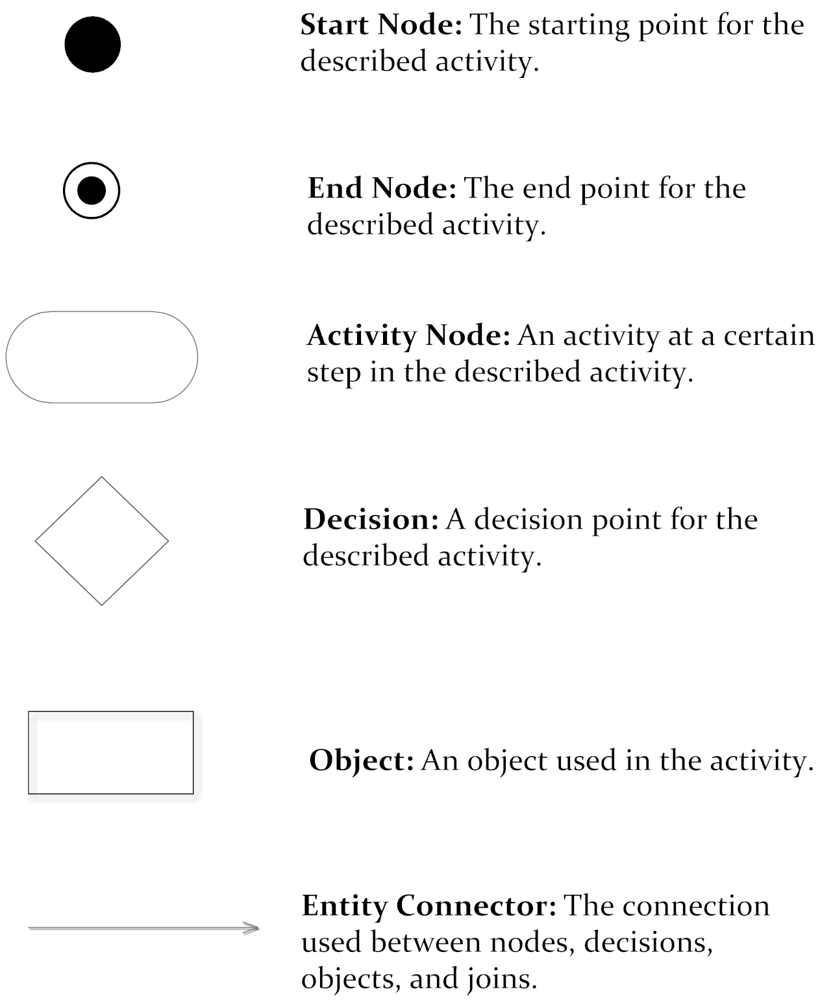 Start Node: The starting point for the
described activity.
End Node: The end point for the
described activity.
Activity Node: An activity at a certain
step in the described activity.
Decision: A decision point for the
described activity.
Object: An object used in the activity.
Entity Connector: The connection
used between nodes, decisions,
objects, and joins.